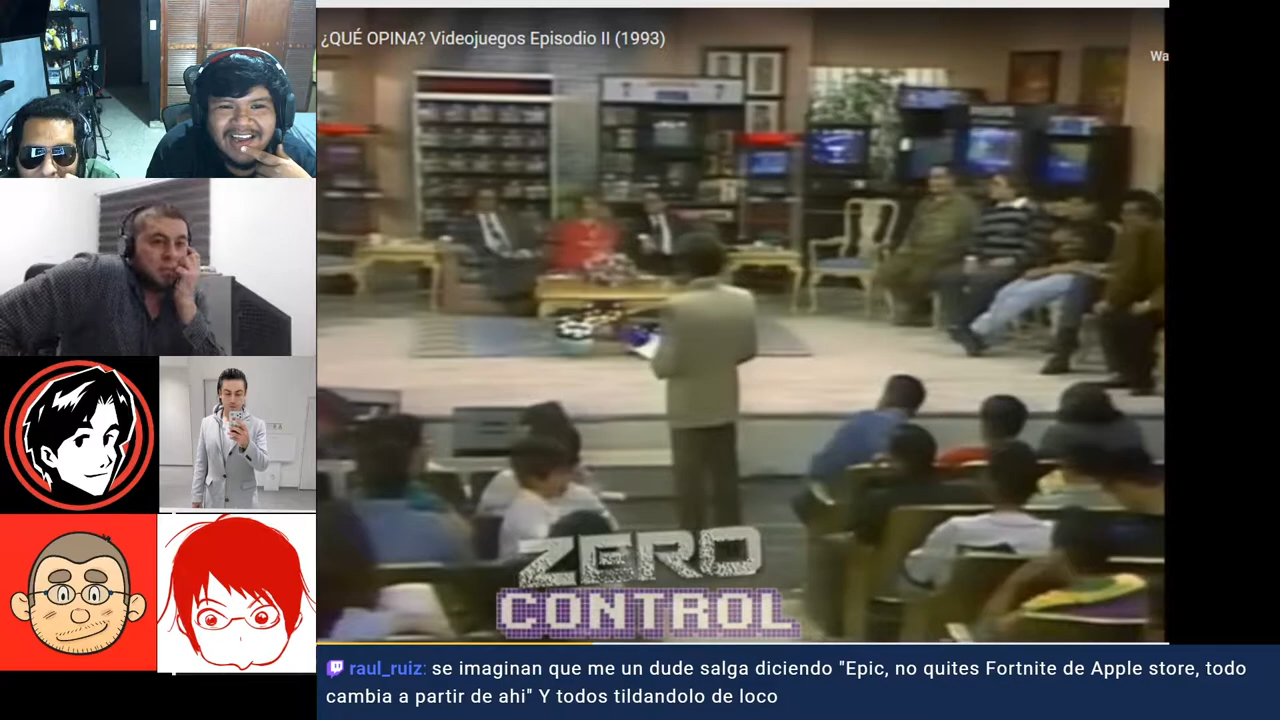 ¿QUÉ OPINA? Videojuegos Episodio II (1993)
Wa
ZERO
CONTROL
raul_ruiz: se imaginan que me un dude salga diciendo "Epic, no quites Fortnite de Apple store, todo
cambia a partir de ahi" Y todos tildandolo de loco